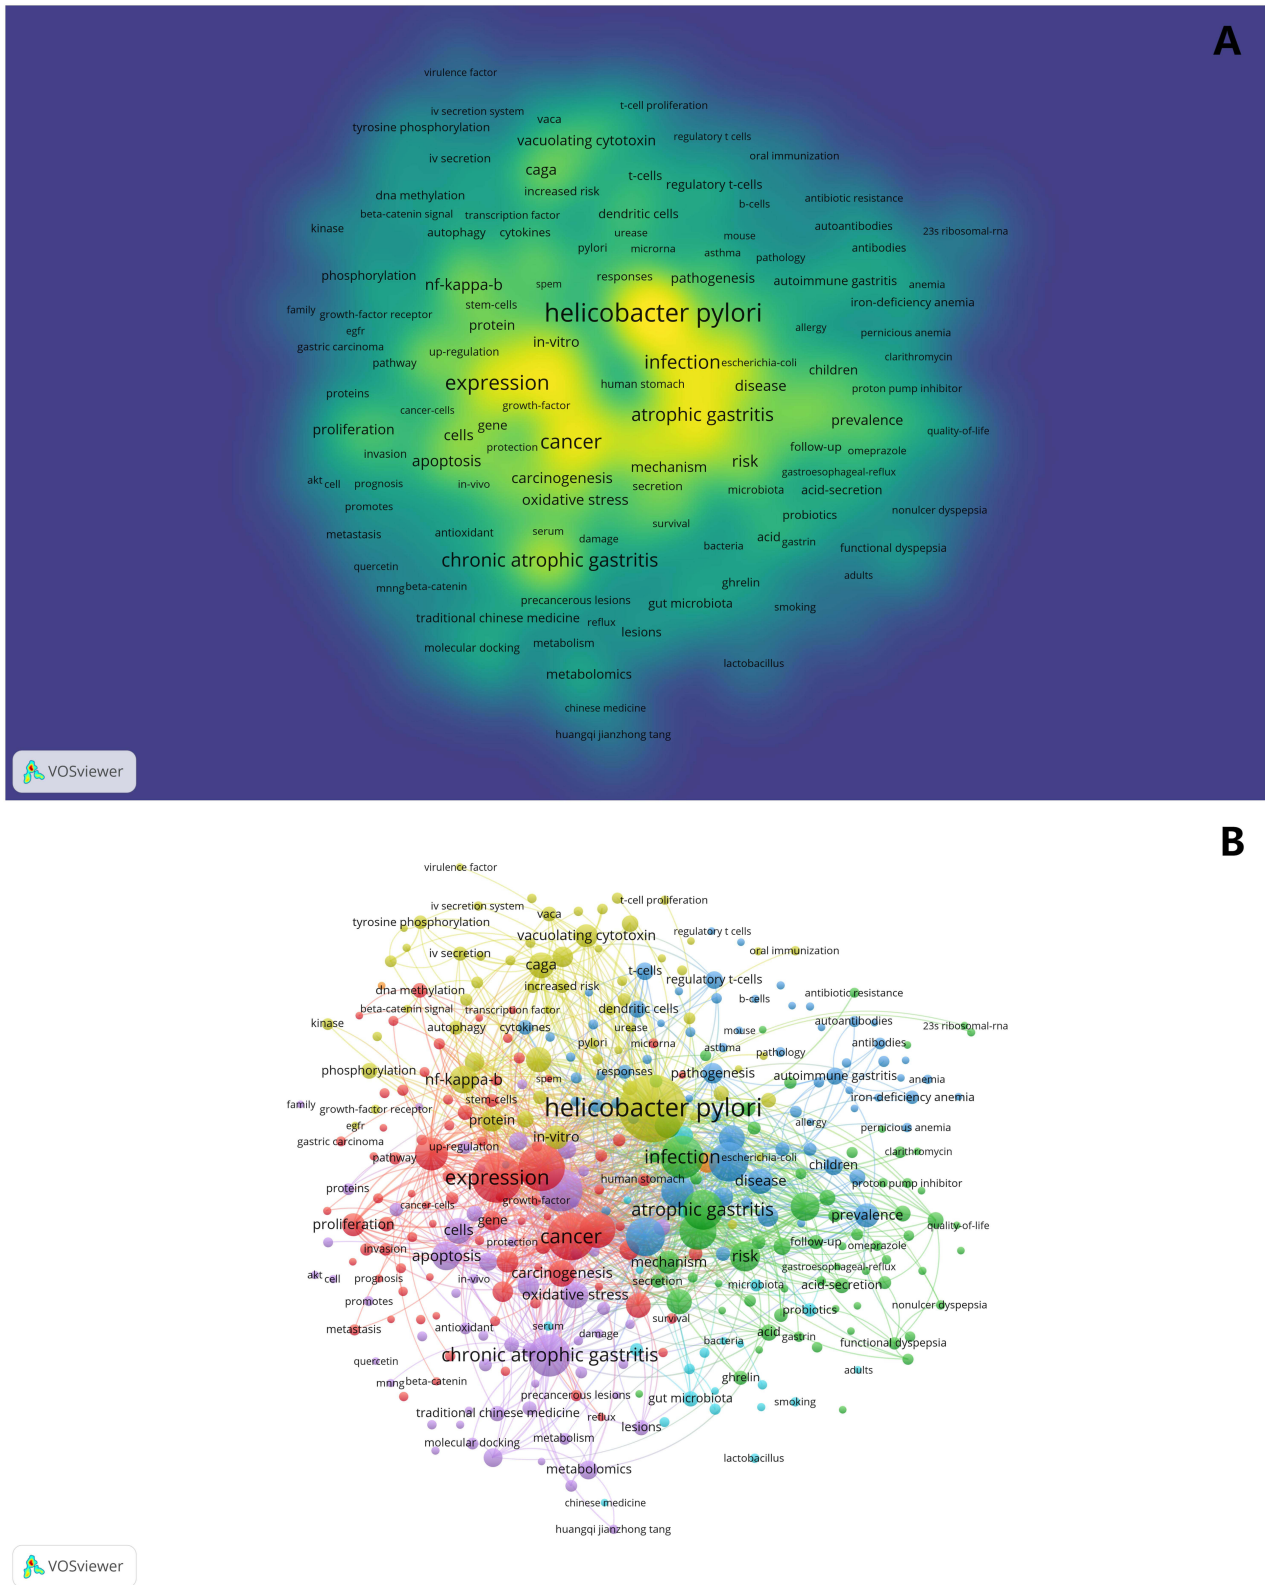 A
virulence factor
t-cell proliferation
iv secretion system
vaca
tyrosine phosphorylation
vacuolating cytotoxin
regulatory t cells
iv secretion
oral immunization
caga
t-cells
regulatory t-cells
increased risk
dna methylation
antibiotic resistance
b-cells
beta-catenin signal
transcription factor
dendritic cells
kinase
autophagy
cytokines
urease
mouse
autoantibodies
23s ribosomal-rna
pylori
microrna
asthma
pathology
antibodies
phosphorylation
nf-kappa-b
spem
responses
pathogenesis
autoimmune gastritis
anemia
family
growth-factor receptor
stem-cells
helicobacter pylori
iron-deficiency anemia
egfr
protein
allergy
pernicious anemia
gastric carcinoma
in-vitro
up-regulation
pathway
infection
escherichia-coli
children
clarithromycin
expression
human stomach
disease
proton pump inhibitor
proteins
cancer-cells
growth-factor
atrophic gastritis
prevalence
proliferation
gene
cells
cancer
quality-of-life
invasion
protection
follow-up
omeprazole
apoptosis
mechanism
risk
gastroesophageal-reflux
akt
cell
prognosis
in-vivo
carcinogenesis
secretion
microbiota
acid-secretion
promotes
oxidative stress
probiotics
nonulcer dyspepsia
metastasis
antioxidant
serum
damage
survival
bacteria
acid
gastrin
functional dyspepsia
chronic atrophic gastritis
quercetin
adults
mnng
beta-catenin
ghrelin
precancerous lesions
gut microbiota
smoking
traditional chinese medicine
reflux
lesions
molecular docking
metabolism
metabolomics
lactobacillus
chinese medicine
huangqi jianzhong tang
VOSviewer
B
virulence factor
t-cell proliferation
iv secretion system
vaca
tyrosine phosphorylation
vacuolating cytotoxin
regulatory t cells
iv secretion
oral immunization
caga
t-cells
regulatory t-cells
increased risk
dna methylation
antibiotic resistance
b-cells
beta-catenin signal
transcription factor
dendritic cells
kinase
autophagy
cytokines
urease
mouse
autoantibodies
23s ribosomal-rna
pylori
microrna
asthma
pathology
antibodies
phosphorylation
nf-kappa-b
spem
responses
pathogenesis
autoimmune gastritis
anemia
family
growth-factor receptor
stem-cells
helicobacter pylori
iron-deficiency anemia
egfr
protein
allergy
pernicious anemia
gastric carcinoma
in-vitro
up-regulation
pathway
infection
escherichia-coli
children
clarithromycin
expression
human stomach
disease
proton pump inhibitor
proteins
cancer-cells
growth-factor
atrophic gastritis
prevalence
proliferation
gene
cells
cancer
quality-of-life
invasion
protection
follow-up
omeprazole
apoptosis
mechanism
risk
gastroesophageal-reflux
akt
cell
prognosis
in-vivo
carcinogenesis
secretion
microbiota
acid-secretion
promotes
oxidative stress
probiotics
nonulcer dyspepsia
metastasis
antioxidant
serum
damage
survival
bacteria
acid
gastrin
functional dyspepsia
chronic atrophic gastritis
quercetin
adults
mnng
beta-catenin
ghrelin
precancerous lesions
gut microbiota
smoking
traditional chinese medicine
reflux
lesions
molecular docking
metabolism
metabolomics
lactobacillus
chinese medicine
huangqi jianzhong tang
VOSviewer